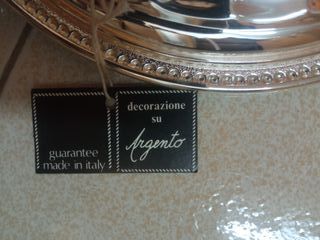 guarantee
made in italy
decorazione
su
Argento